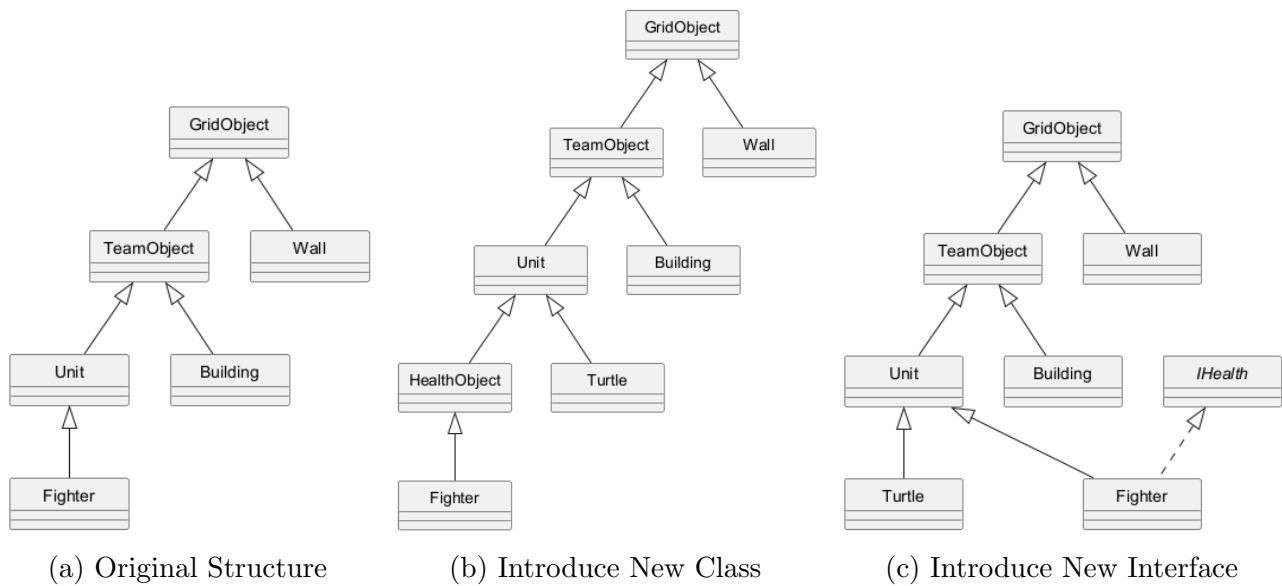 GridObject
TeamObject
Wall
Unit
Building
Fighter
(a) Original Structure
GridObject
TeamObject
Wall
Unit
Building
HealthObject
Turtle
Fighter
(b) Introduce New Class
GridObject
TeamObject
Wall
Unit
Building
IHealth
Turtle
Fighter
(c) Introduce New Interface